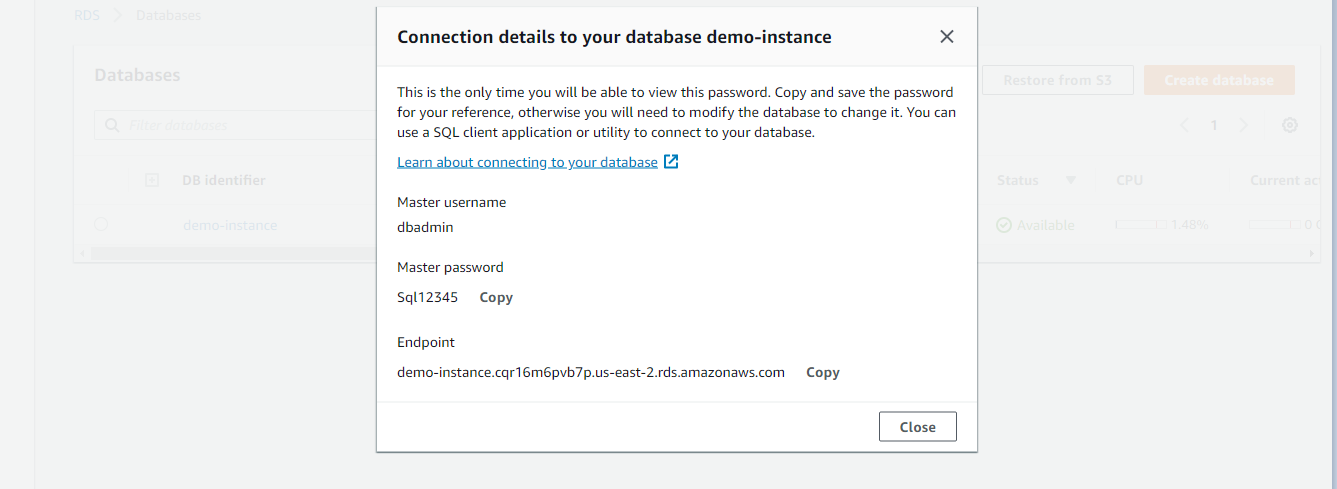 RDS > Databases
Connection details to your database demo-instance
Databases
Restore from S3
Create database
This is the only time you will be able to view this password. Copy and save the password
for your reference, otherwise you will need to modify the database to change it. You can
use a SQL client application or utility to connect to your database.
Filter databases
1
Learn about connecting to your database
DB identifier
Status
CPU
Current
Master username
dbadmin
demo-instance
Available
1.48%
0
Master password
Sql12345 Copy
Endpoint
demo-instance.cqr16m6pvb7p.us-east-2.rds.amazonaws.com Copy
Close